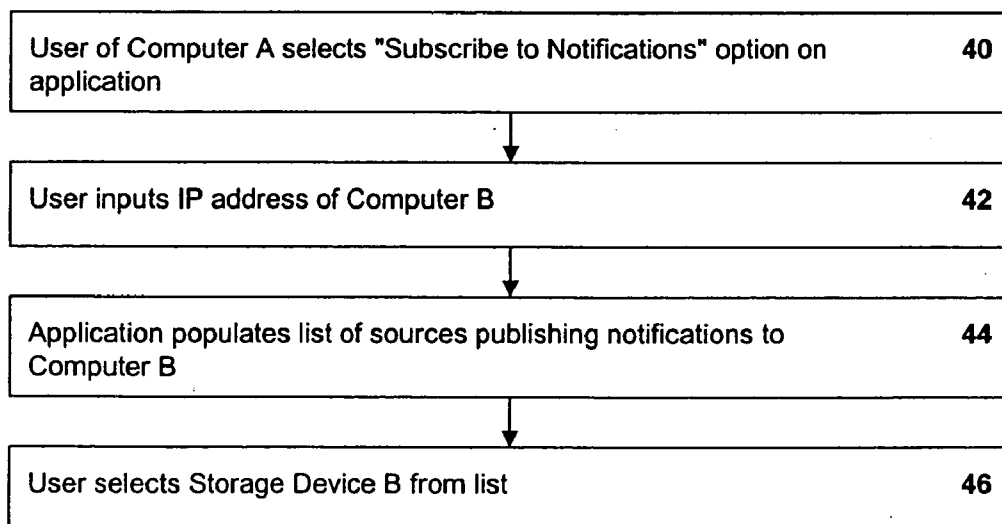 User of Computer A selects "Subscribe to Notifications" option on 40
application
User inputs IP address of Computer B 42
Application populates list of sources publishing notifications to 44
Computer B
User selects Storage Device B from list 46